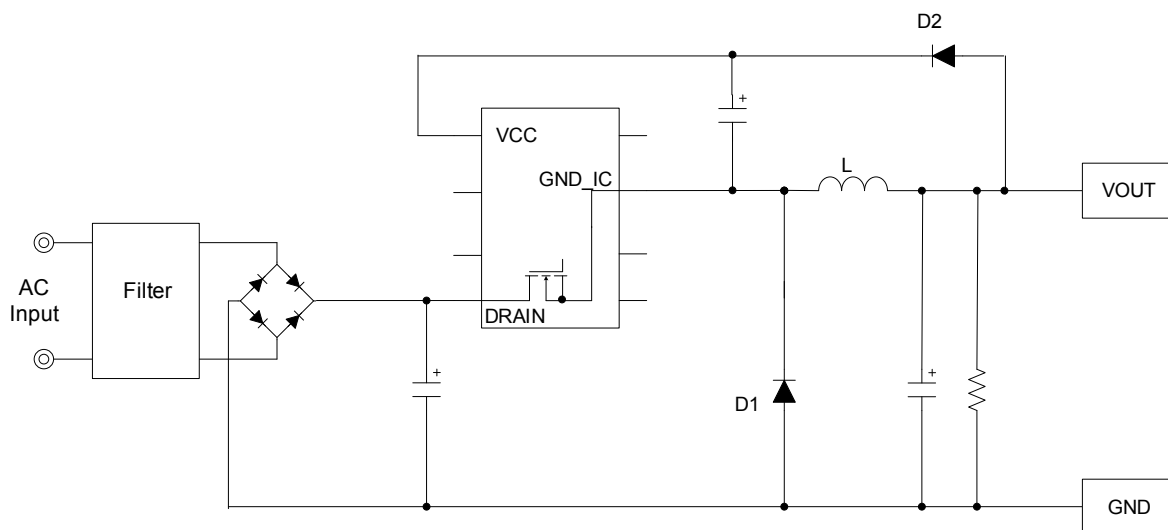 D2
+
VCC
GND_IC
L
VOUT
AC
Input
Filter
DRAIN
+
D1
+
GND